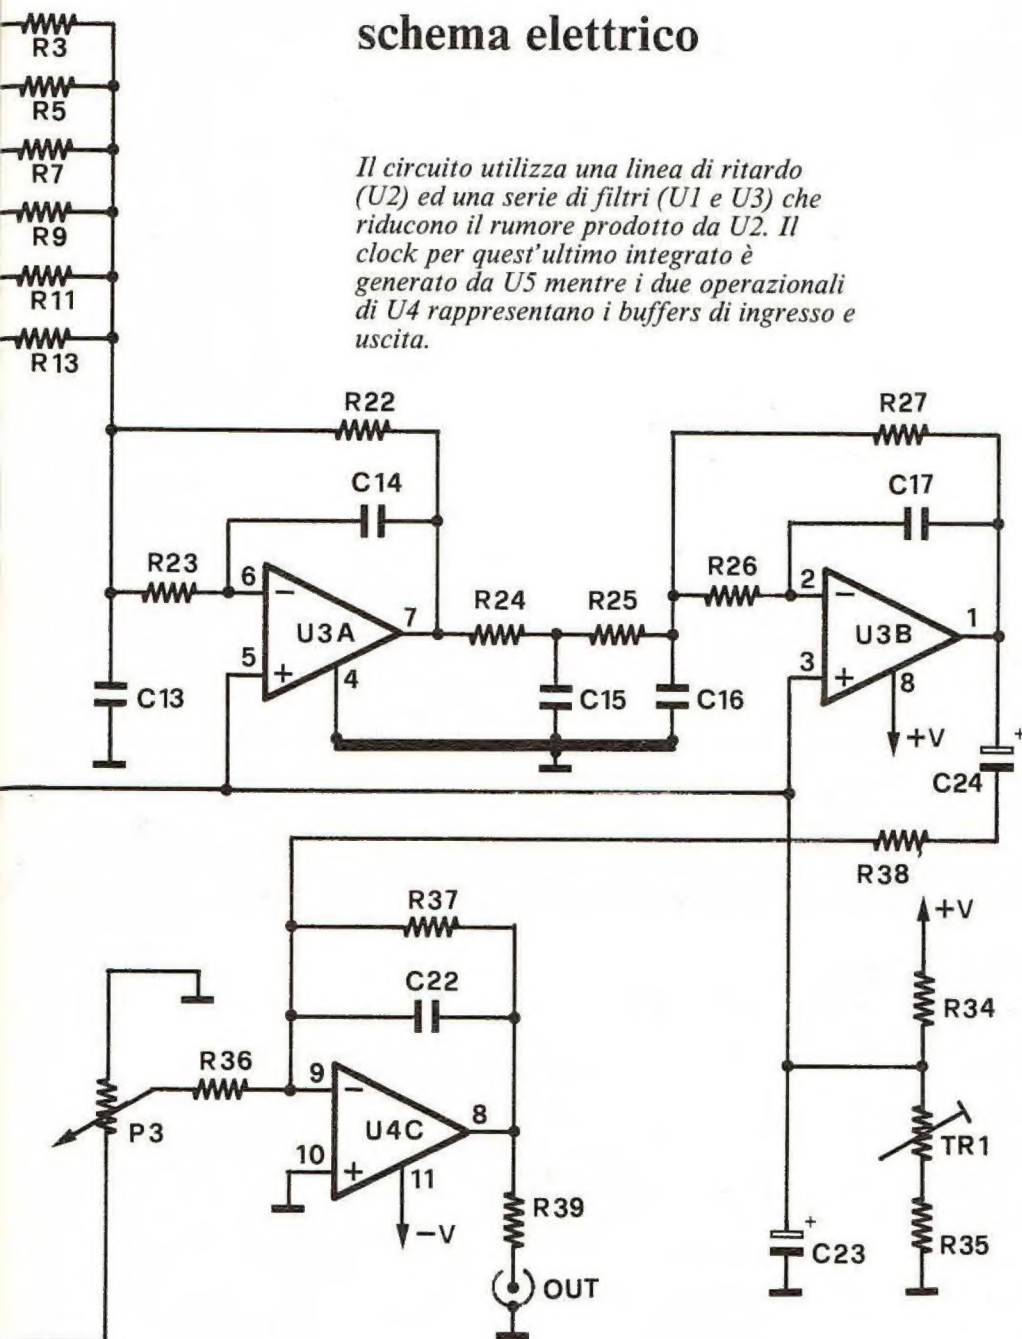 schema elettrico
R3
R5
R7
R9
R11
R13
Il circuito utilizza una linea di ritardo
(U2) ed una serie di filtri (U1 e U3) che
riducono il rumore prodotto da U2. Il
clock per quest'ultimo integrato è
generato da U5 mentre i due operazionali
di U4 rappresentano i buffers di ingresso e
uscita.
R22
R27
C14
C17
R23
6
−
U3A
7
5
+
4
R24
R25
R26
2
−
U3B
1
3
+
8
C13
C15
C16
+V
+
C24
R38
R37
+V
C22
R34
R36
9
−
U4C
8
P3
10
+
11
TR1
−V
R39
+
C23
R35
OUT